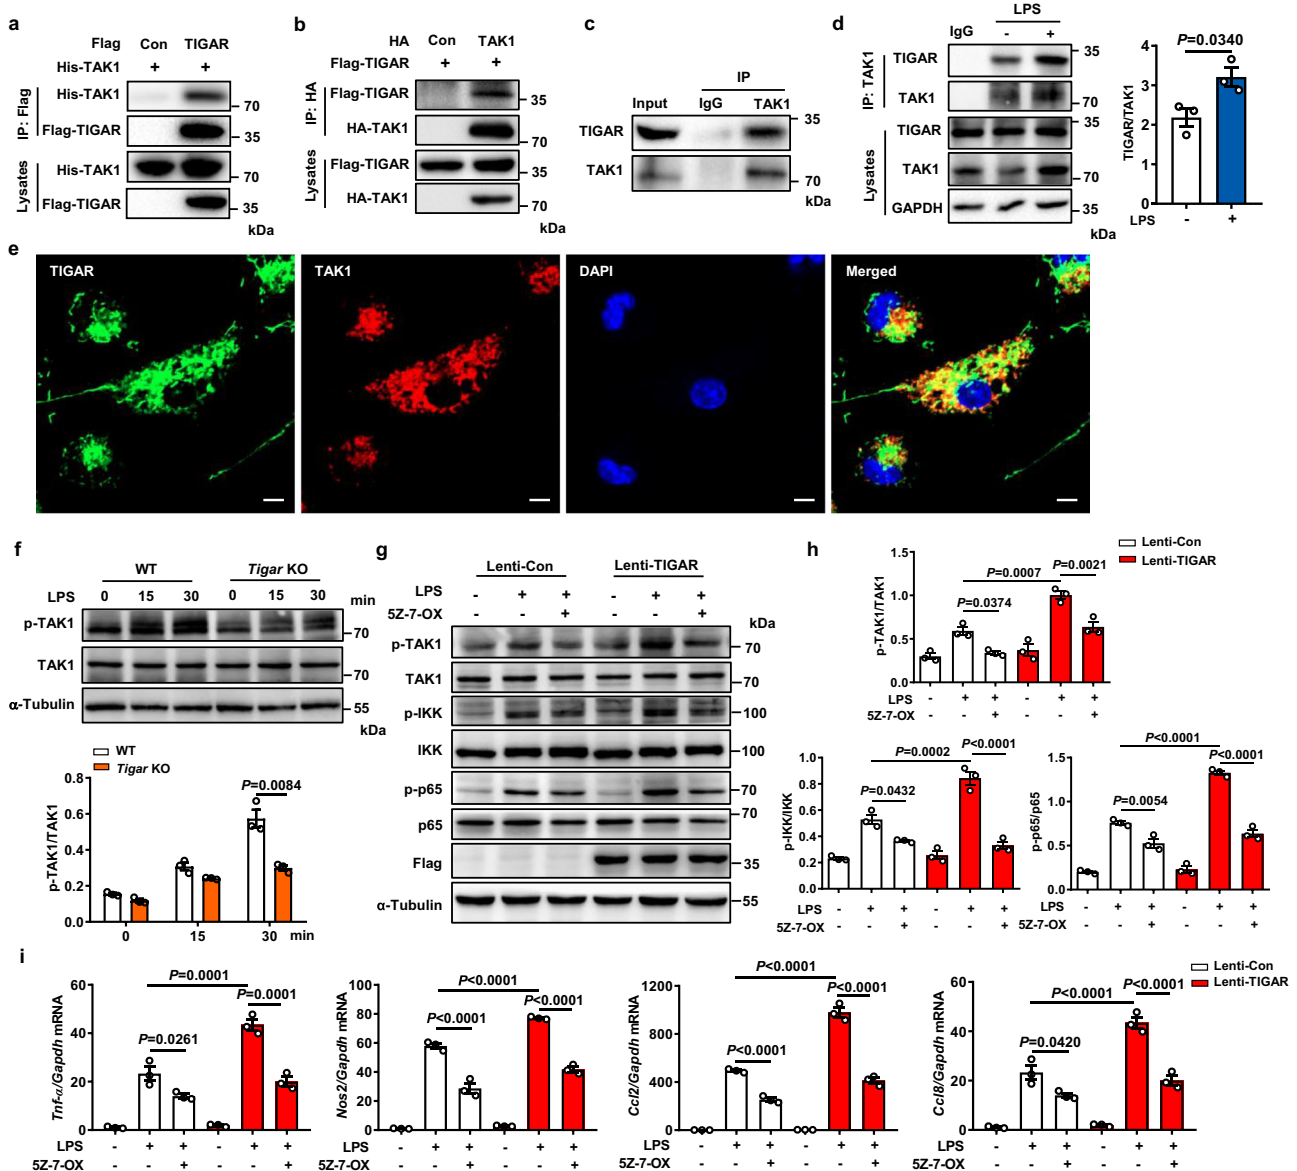 a
Flag Con TIGAR
His-TAK1 + +
IP: Flag
His-TAK1
70
Flag-TIGAR
35
Lysates
His-TAK1
70
Flag-TIGAR
35
kDa
b
HA Con TAK1
Flag-TIGAR + +
IP: HA
Flag-TIGAR
35
HA-TAK1
70
Lysates
Flag-TIGAR
35
HA-TAK1
70
kDa
c
IP
Input IgG TAK1
35
TIGAR
TAK1
70
kDa
d
LPS
IgG - +
IP: TAK1
TIGAR
35
TAK1
70
Lysates
TIGAR
35
TAK1
70
GAPDH
35
kDa
P=0.0340
TIGAR/TAK1
4
3
2
1
0
LPS - +
e
TIGAR
TAK1
DAPI
Merged
f
WT Tigar KO
LPS 0 15 30 0 15 30 min
p-TAK1
70
TAK1
70
α-Tubulin
55
kDa
WT
Tigar KO
p-TAK1/TAK1
0.8
0.6
0.4
0.2
0.0
P=0.0084
0 15 30 min
g
Lenti-Con Lenti-TIGAR
LPS - + + - + +
5Z-7-OX - - + - - +
kDa
p-TAK1
70
TAK1
70
p-IKK
100
IKK
100
p-p65
70
70
p65
Flag
35
α-Tubulin
55
h
Lenti-Con
Lenti-TIGAR
p-TAK1/TAK1
1.5
1.0
0.5
0.0
P=0.0007
P=0.0021
P=0.0374
LPS - + + - + +
5Z-7-OX - - + - - +
p-IKK/IKK
1.0
0.8
0.6
0.4
0.2
0.0
P=0.0002
P<0.0001
P=0.0432
LPS - + + - + +
5Z-7-OX - - + - - +
p-p65/p65
1.5
1.0
0.5
0.0
P<0.0001
P<0.0001
P=0.0054
LPS - + + - + +
5Z-7-OX - - + - - +
i
Tnf-α/Gapdh mRNA
60
40
20
0
P=0.0001
P=0.0001
P=0.0261
LPS - + + - + +
5Z-7-OX - - + - - +
Nos2/Gapdh mRNA
100
80
60
40
20
0
P<0.0001
P<0.0001
P<0.0001
LPS - + + - + +
5Z-7-OX - - + - - +
Ccl2/Gapdh mRNA
1200
800
400
0
P<0.0001
P<0.0001
P<0.0001
LPS - + + - + +
5Z-7-OX - - + - - +
Lenti-Con
Lenti-TIGAR
Ccl8/Gapdh mRNA
60
40
20
0
P<0.0001
P<0.0001
P=0.0420
LPS - + + - + +
5Z-7-OX - - + - - +